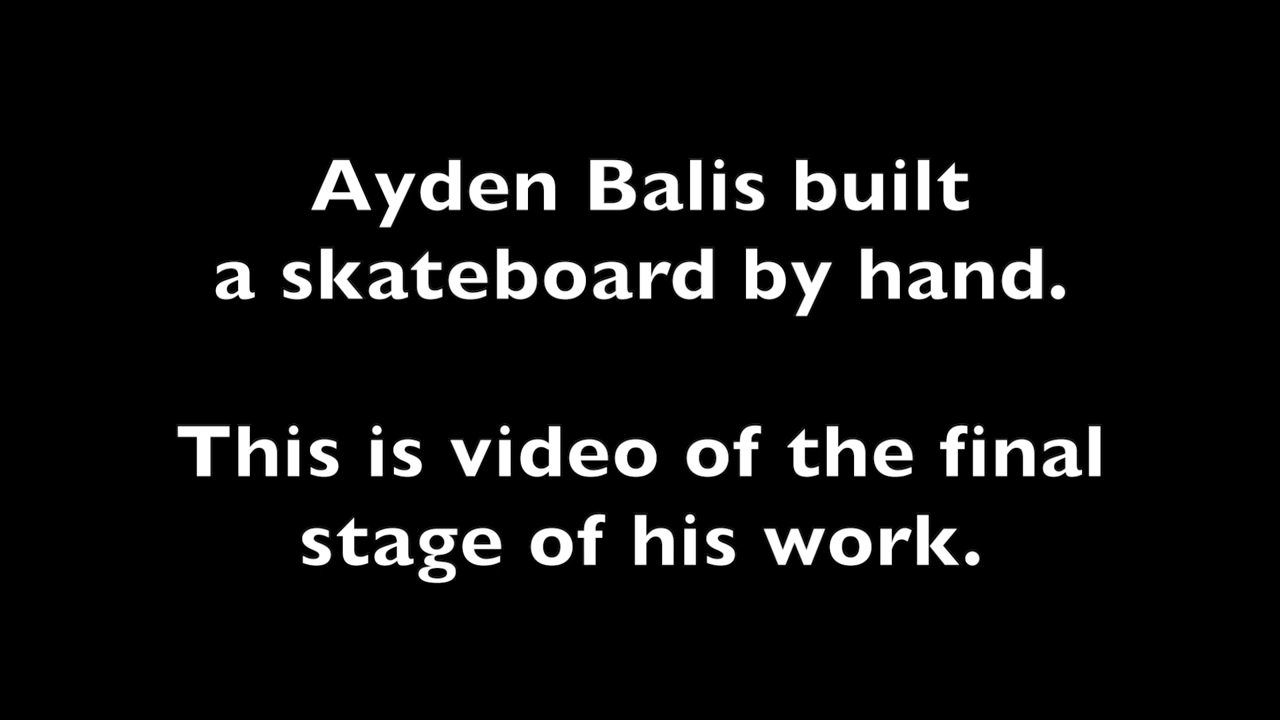 Ayden Balis built
a skateboard by hand.
This is video of the final
stage of his work.